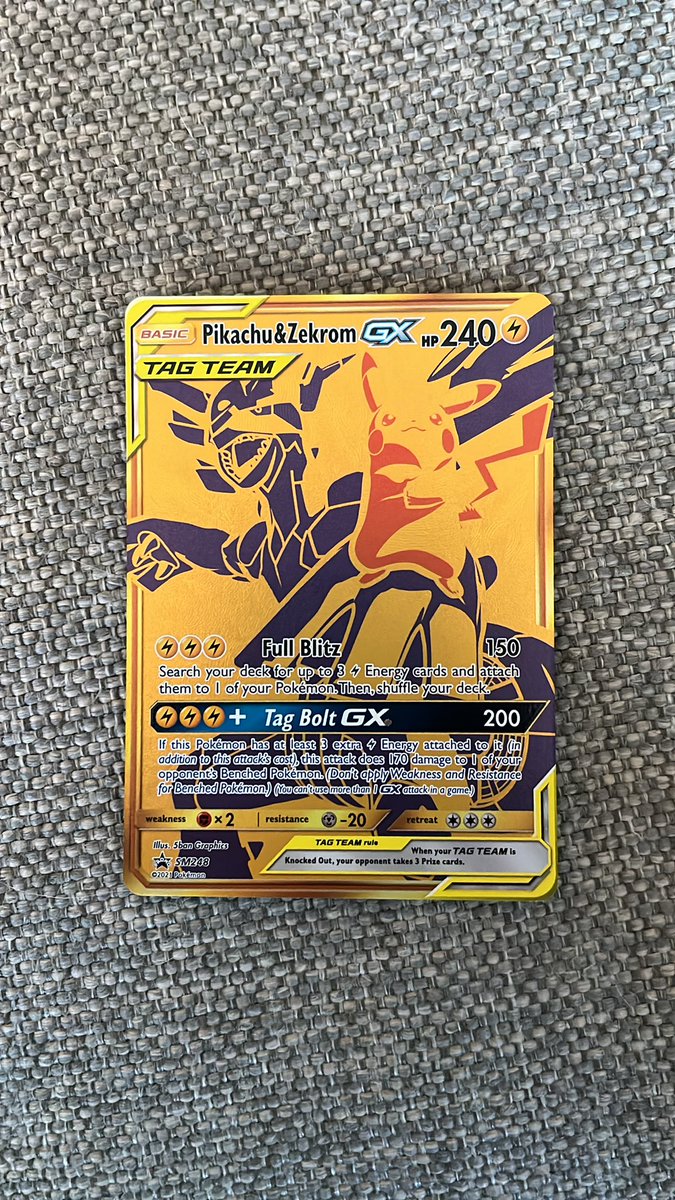 BASIC Pikachu&Zekrom GX HP 240
TAG TEAM
Full Blitz 150
Search your deck for up to 3 Energy cards and attach
them to 1 of your Pokémon. Then, shuffle your deck.
+ Tag Bolt GX 200
If this Pokémon has at least 3 extra Energy attached to it (in
addition to this attack's cost), this attack does 170 damage to 1 of your
opponent's Benched Pokémon. (Don't apply Weakness and Resistance
for Benched Pokémon.) (You can't use more than 1 GX attack in a game.)
weakness ×2 resistance -20 retreat
Illus. 5ban Graphics
TAG TEAM rule
When your TAG TEAM is
Knocked Out, your opponent takes 3 Prize cards.
SM248
©2021 Pokémon